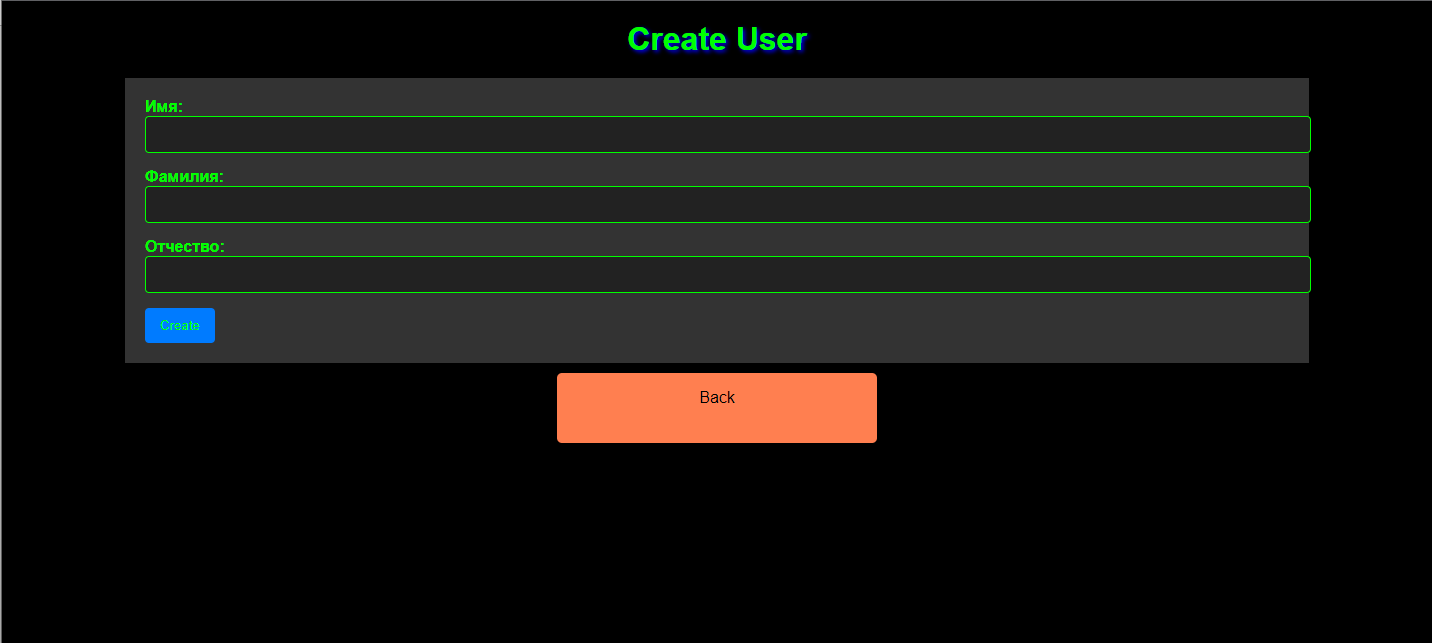 Create User
Имя:
Фамилия:
Отчество:
Create
Back